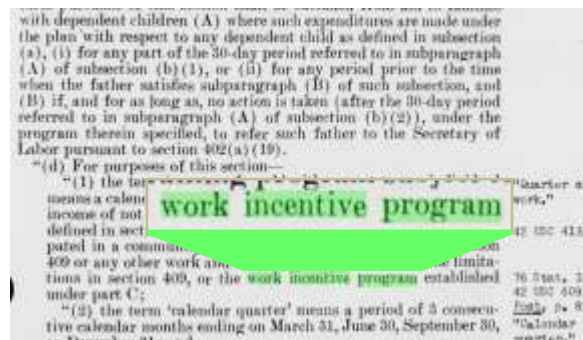 with dependent children (A) where such expenditures are made under
the plan with respect to any dependent child as defined in subsection
(a), (i) for any part of the 30-day period referred to in subparagraph
(A) of subsection (b)(1), or (ii) for any period prior to the time
when the father satisfies subparagraph (B) of such subsection, and
(B) if, and for as long as, no action is taken (after the 30-day period
referred to in subparagraph (A) of subsection (b)(2)), under the
program therein specified, to refer such father to the Secretary of
Labor pursuant to section 402(a)(19).
"(d) For purposes of this section—
"(1) the ter
"Quarter
means a calen
work."
income of not
work incentive program
defined in sect
42 USC 413
pated in a commun
409 or any other work and
limita-
tions in section 409, or the work incentive program established
76 Stat.
under part C;
42 USC 609
"(2) the term 'calendar quarter' means a period of 3 consecu-
Post, p.
tive calendar months ending on March 31, June 30, September 30,
"Calendar